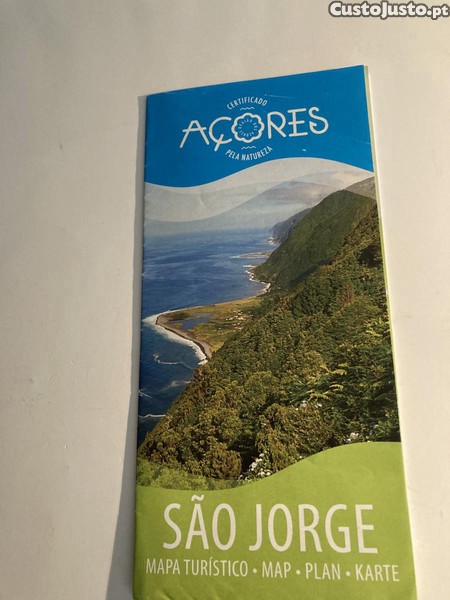 CustoJusto.pt
CERTIFICADO
AÇORES
PELA NATUREZA
SÃO JORGE
MAPA TURÍSTICO • MAP • PLAN • KARTE